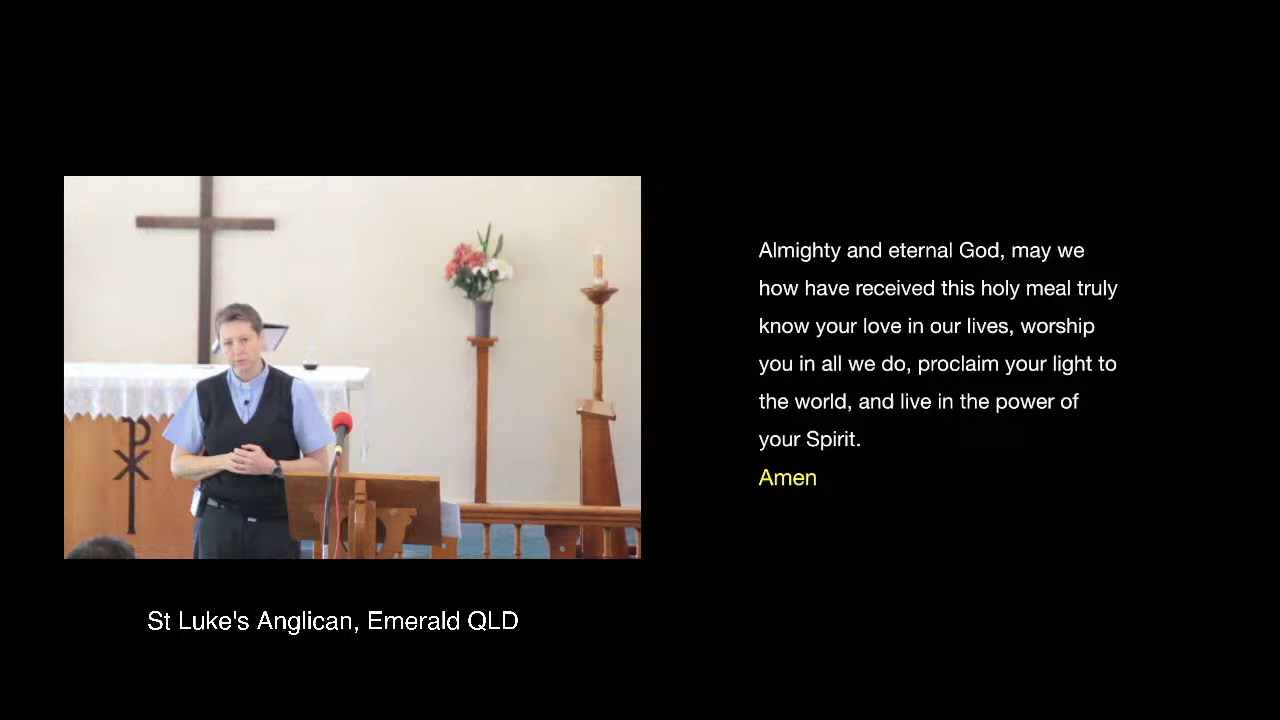 Almighty and eternal God, may we
how have received this holy meal truly
know your love in our lives, worship
you in all we do, proclaim your light to
the world, and live in the power of
your Spirit.
Amen
St Luke's Anglican, Emerald QLD